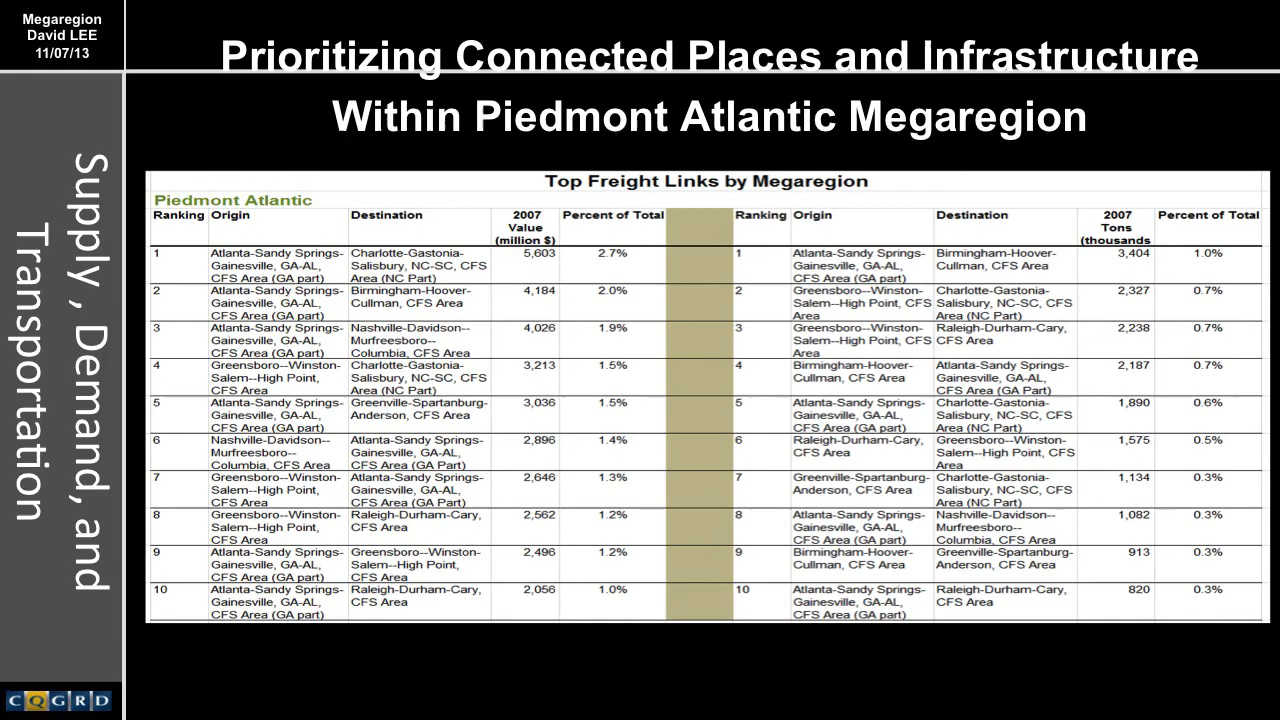 Megaregion
David LEE
11/07/13
Prioritizing Connected Places and Infrastructure
Within Piedmont Atlantic Megaregion
Supply , Demand, and
Transportation
Top Freight Links by Megaregion
Piedmont Atlantic
Ranking Origin Destination 2007 Percent of Total Ranking Origin Destination 2007 Percent of Total
Value Tons
(million $) (thousands
1 Atlanta-Sandy Springs- Charlotte-Gastonia- 5,603 2.7% 1 Atlanta-Sandy Springs- Birmingham-Hoover- 3,404 1.0%
Gainesville, GA-AL, Salisbury, NC-SC, CFS Gainesville, GA-AL, Cullman, CFS Area
CFS Area (GA part) Area (NC Part) CFS Area (GA part)
2 Atlanta-Sandy Springs- Birmingham-Hoover- 4,184 2.0% 2 Greensboro--Winston- Charlotte-Gastonia- 2,327 0.7%
Gainesville, GA-AL, Cullman, CFS Area Salem--High Point, CFS Salisbury, NC-SC, CFS
CFS Area (GA part) Area Area (NC Part)
3 Atlanta-Sandy Springs- Nashville-Davidson-- 4,026 1.9% 3 Greensboro--Winston- Raleigh-Durham-Cary, 2,238 0.7%
Gainesville, GA-AL, Murfreesboro-- Salem--High Point, CFS CFS Area
CFS Area (GA part) Columbia, CFS Area Area
4 Greensboro--Winston- Charlotte-Gastonia- 3,213 1.5% 4 Birmingham-Hoover- Atlanta-Sandy Springs- 2,187 0.7%
Salem--High Point, Salisbury, NC-SC, CFS Cullman, CFS Area Gainesville, GA-AL,
CFS Area Area (NC Part) CFS Area (GA Part)
5 Atlanta-Sandy Springs- Greenville-Spartanburg- 3,036 1.5% 5 Atlanta-Sandy Springs- Charlotte-Gastonia- 1,890 0.6%
Gainesville, GA-AL, Anderson, CFS Area Gainesville, GA-AL, Salisbury, NC-SC, CFS
CFS Area (GA part) CFS Area (GA part) Area (NC Part)
6 Nashville-Davidson-- Atlanta-Sandy Springs- 2,896 1.4% 6 Raleigh-Durham-Cary, Greensboro--Winston- 1,575 0.5%
Murfreesboro-- Gainesville, GA-AL, CFS Area Salem--High Point, CFS
Columbia, CFS Area CFS Area (GA Part) Area
7 Greensboro--Winston- Atlanta-Sandy Springs- 2,646 1.3% 7 Greenville-Spartanburg- Charlotte-Gastonia- 1,134 0.3%
Salem--High Point, Gainesville, GA-AL, Anderson, CFS Area Salisbury, NC-SC, CFS
CFS Area CFS Area (GA Part) Area (NC Part)
8 Greensboro--Winston- Raleigh-Durham-Cary, 2,562 1.2% 8 Atlanta-Sandy Springs- Nashville-Davidson-- 1,082 0.3%
Salem--High Point, CFS Area Gainesville, GA-AL, Murfreesboro--
CFS Area CFS Area (GA part) Columbia, CFS Area
9 Atlanta-Sandy Springs- Greensboro--Winston- 2,496 1.2% 9 Birmingham-Hoover- Greenville-Spartanburg- 913 0.3%
Gainesville, GA-AL, Salem--High Point, Cullman, CFS Area Anderson, CFS Area
CFS Area (GA part) CFS Area
10 Atlanta-Sandy Springs- Raleigh-Durham-Cary, 2,056 1.0% 10 Atlanta-Sandy Springs- Raleigh-Durham-Cary, 820 0.3%
Gainesville, GA-AL, CFS Area Gainesville, GA-AL, CFS Area
CFS Area (GA part) CFS Area (GA part)
CQGRD